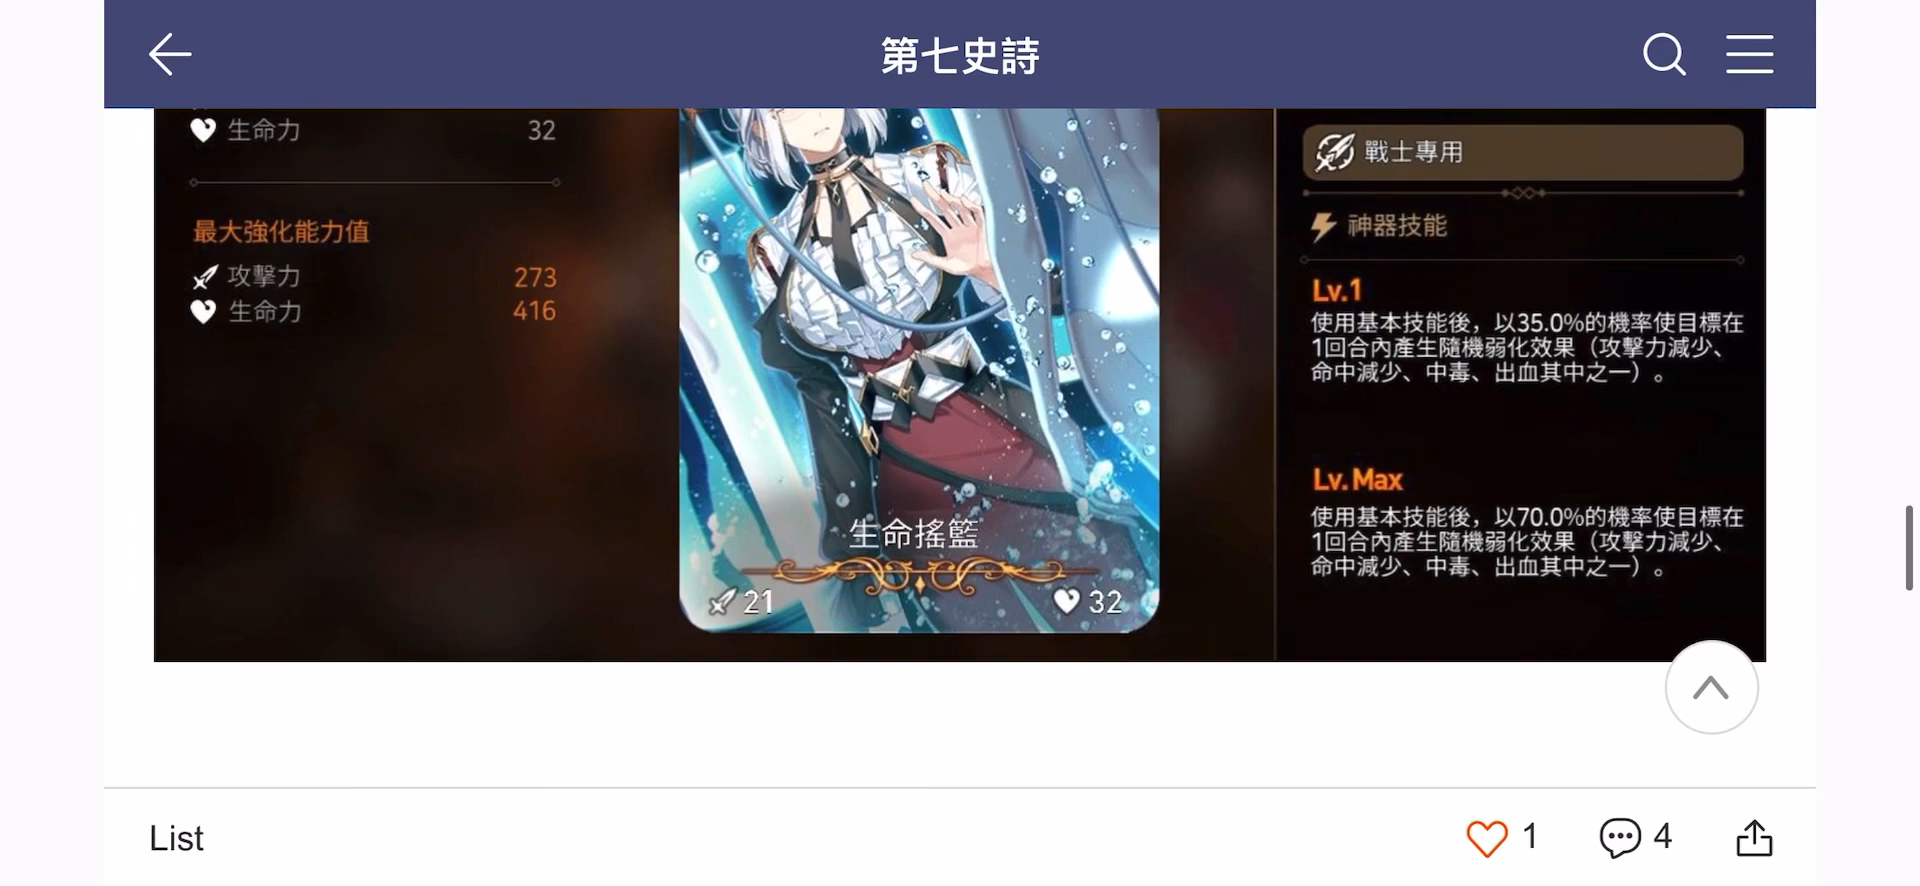 第七史詩
生命力 32
最大強化能力值
攻擊力 273
生命力 416
生命搖籃
21 32
戰士專用
神器技能
Lv.1
使用基本技能後，以35.0%的機率使目標在
1回合內產生隨機弱化效果（攻擊力減少、
命中減少、中毒、出血其中之一）。
Lv.Max
使用基本技能後，以70.0%的機率使目標在
1回合內產生隨機弱化效果（攻擊力減少、
命中減少、中毒、出血其中之一）。
List 1 4